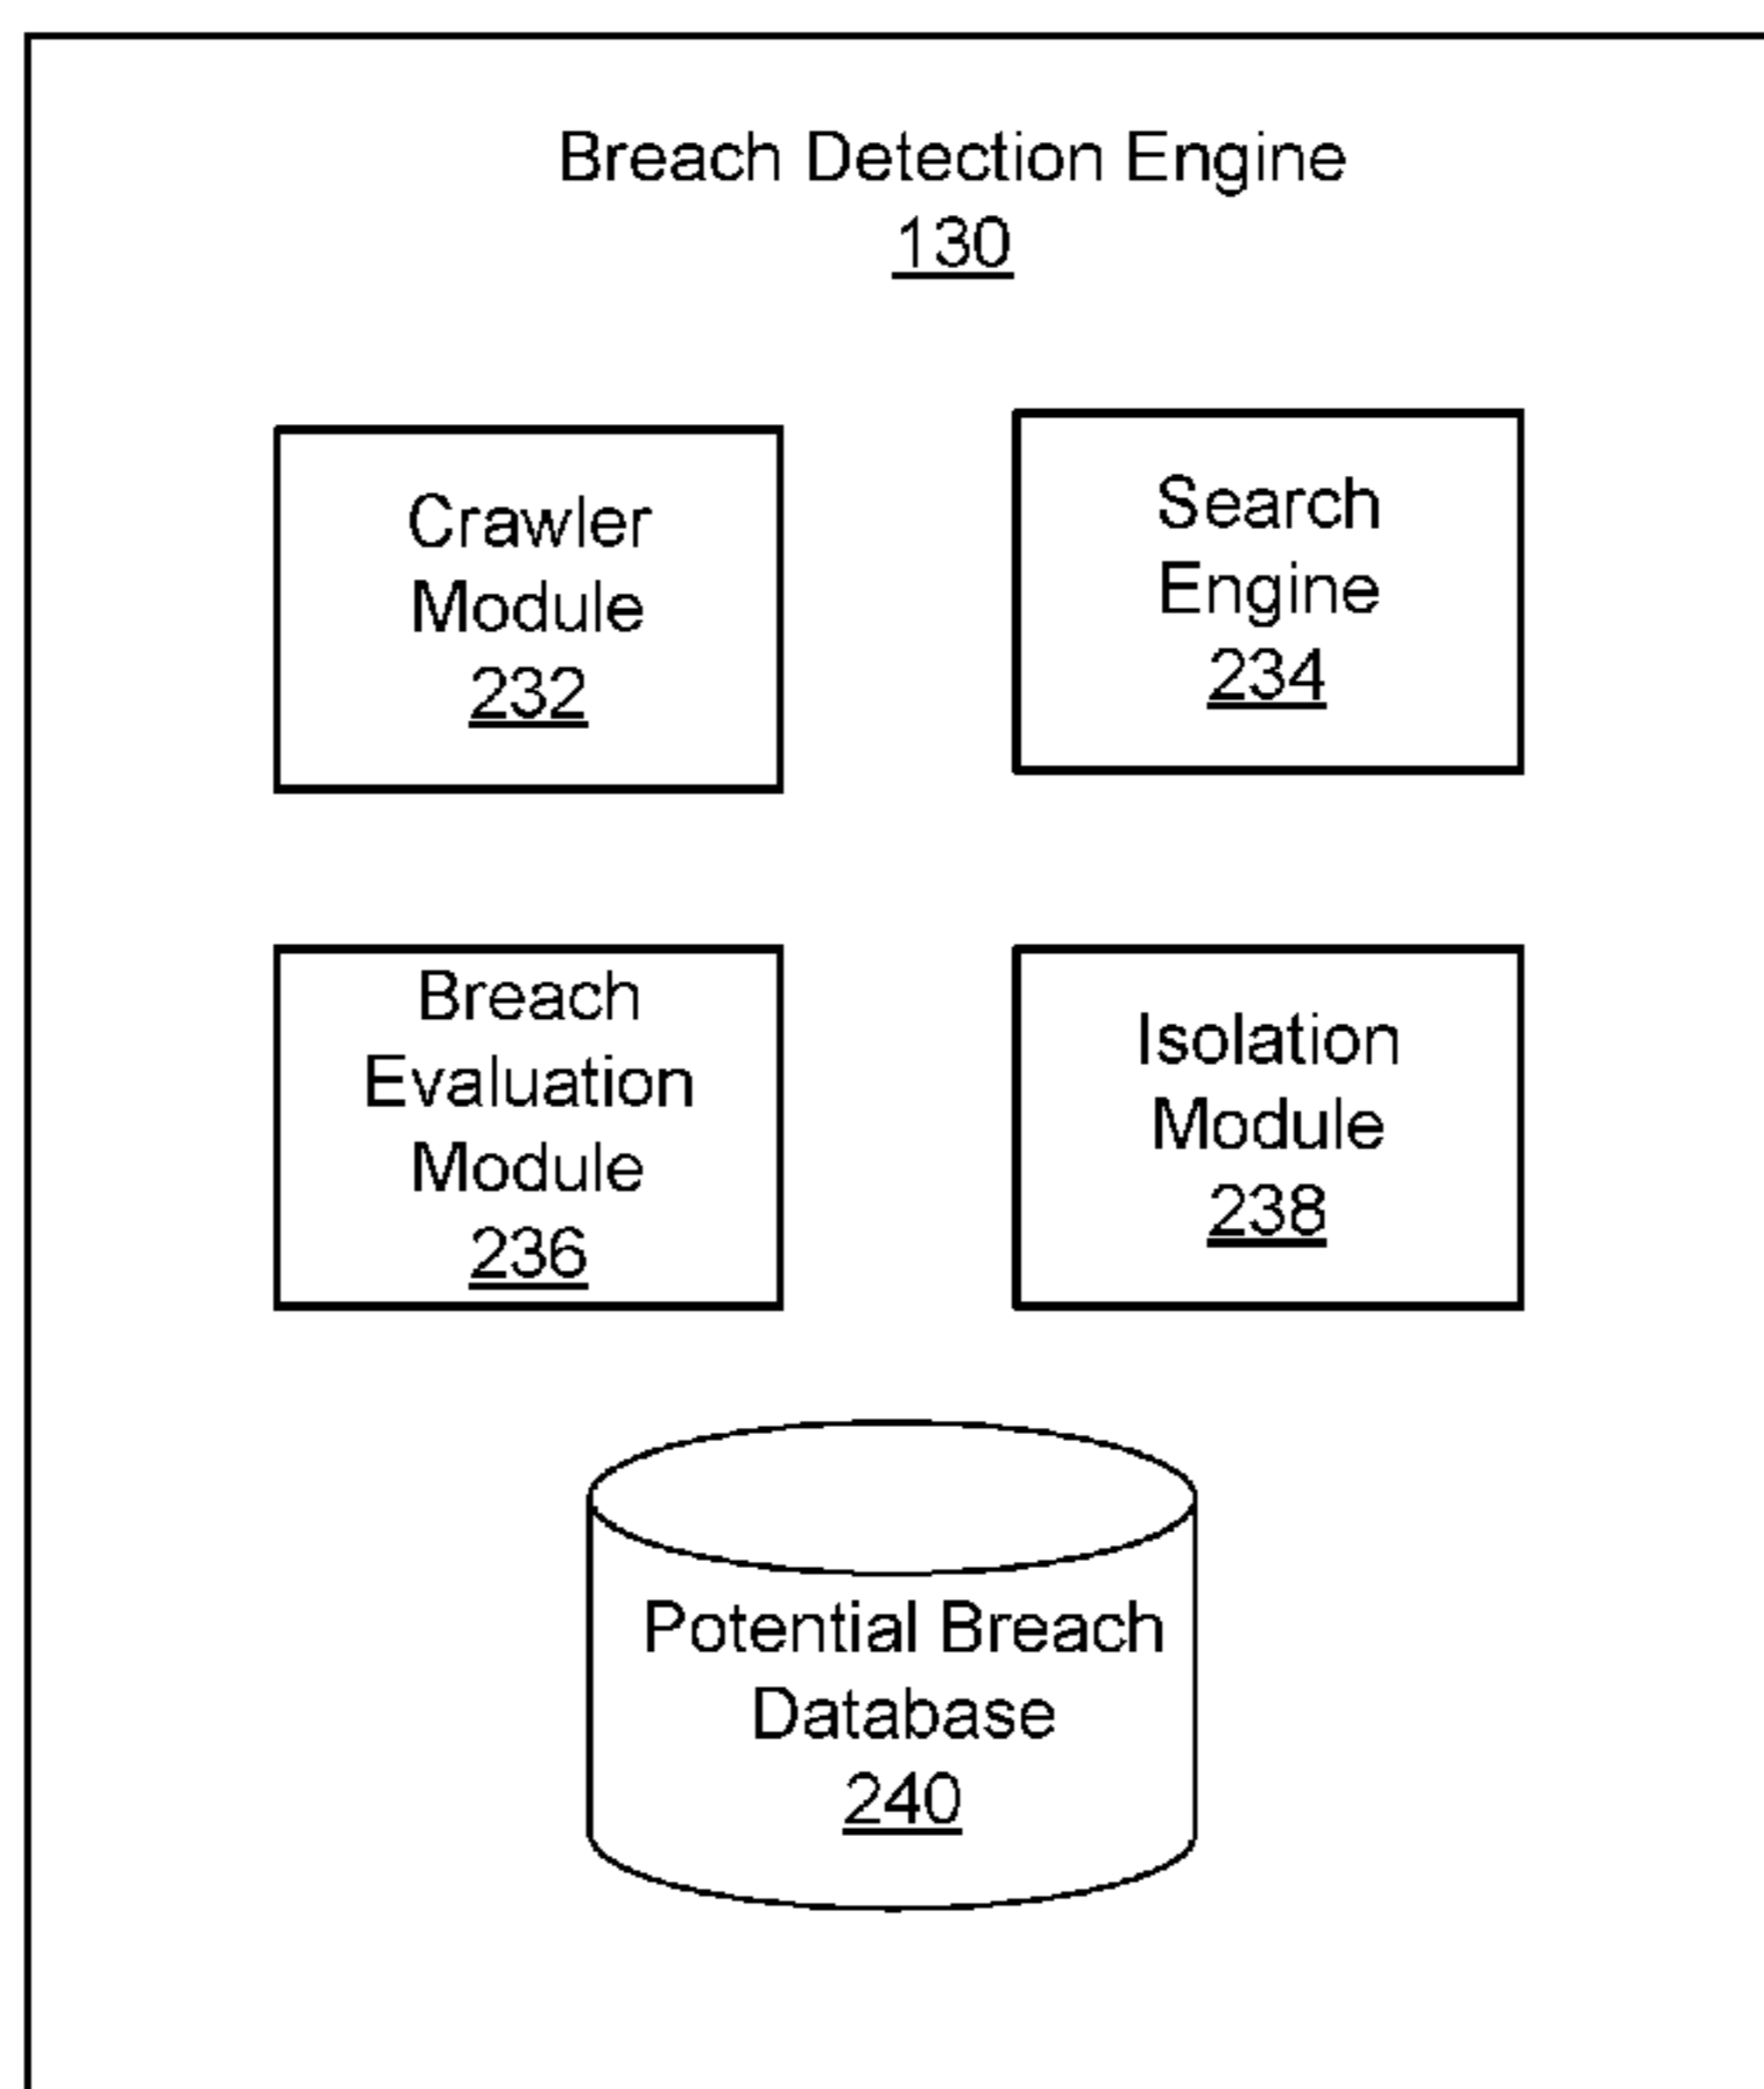 Breach Detection Engine
130
Crawler
Module
232
Search
Engine
234
Breach
Evaluation
Module
236
Isolation
Module
238
Potential Breach
Database
240